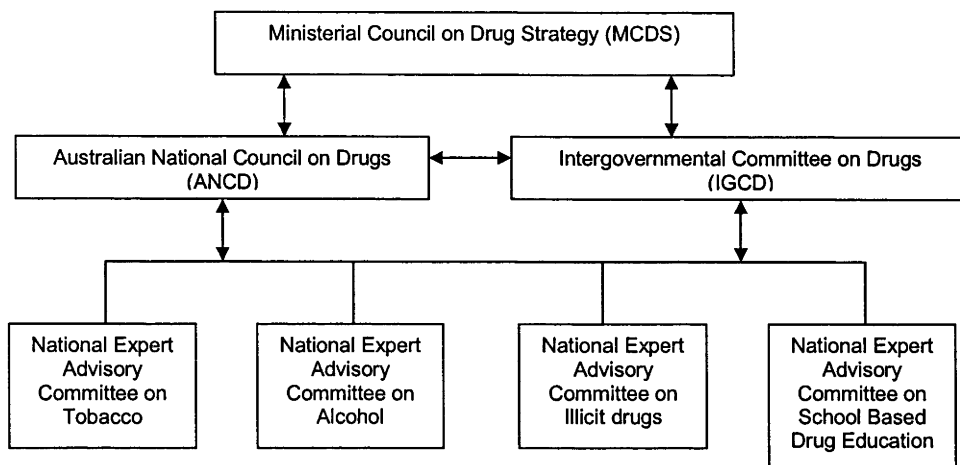 Ministerial Council on Drug Strategy (MCDS)
Australian National Council on Drugs
(ANCD)
Intergovernmental Committee on Drugs
(IGCD)
National Expert
Advisory
Committee on
Tobacco
National Expert
Advisory
Committee on
Alcohol
National Expert
Advisory
Committee on
Illicit drugs
National Expert
Advisory
Committee on
School Based
Drug Education